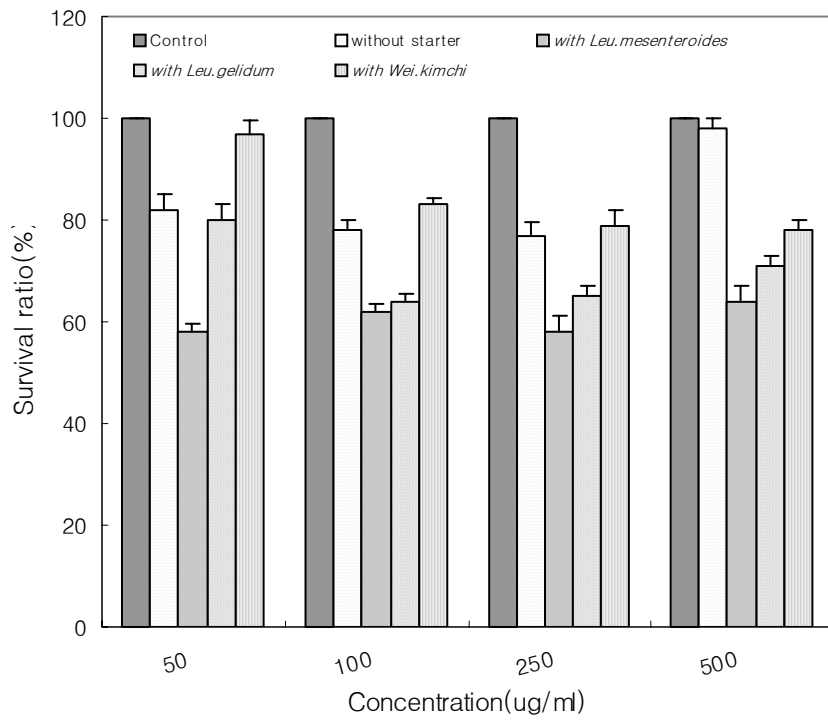 120
Control without starter with Leu.mesenteroides
with Leu.gelidum with Wei.kimchi
100
80
60
40
20
0
Survival ratio(%)
50 100 250 500
Concentration(ug/ml)